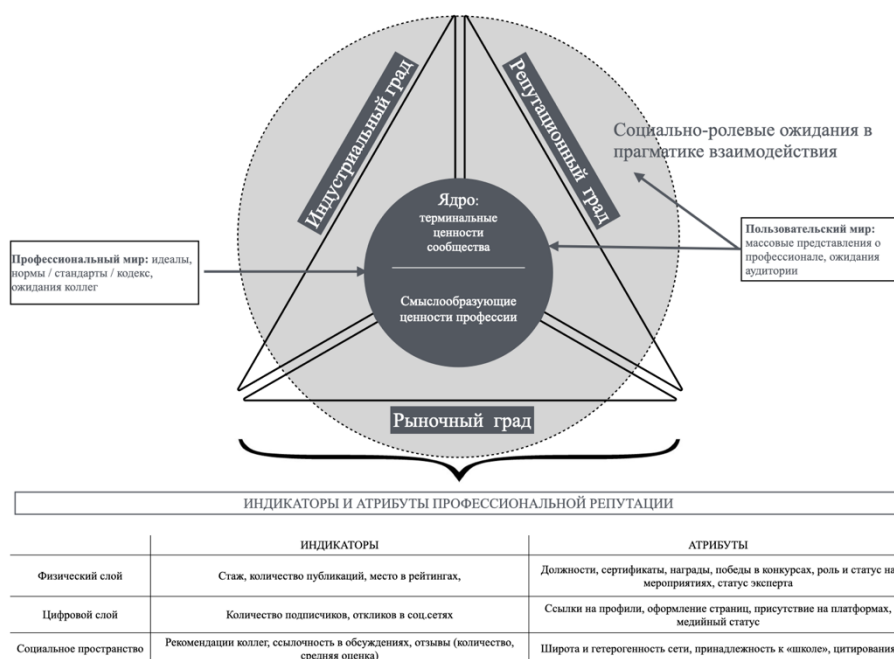 Индустриальный град
Репутационный град
Социально-ролевые ожидания в
прагматике взаимодействия
Ядро:
терминальные
ценности
сообщества
Смыслообразующие
ценности профессии
Профессиональный мир: идеалы,
нормы / стандарты / кодекс,
ожидания коллег
Пользовательский мир:
массовые представления о
профессионале, ожидания
аудитории
Рыночный град
ИНДИКАТОРЫ И АТРИБУТЫ ПРОФЕССИОНАЛЬНОЙ РЕПУТАЦИИ
ИНДИКАТОРЫ
АТРИБУТЫ
Физический слой
Стаж, количество публикаций, место в рейтингах,
Должности, сертификаты, награды, победы в конкурсах, роль и статус на
мероприятиях, статус эксперта
Цифровой слой
Количество подписчиков, откликов в соц.сетях
Ссылки на профили, оформление страниц, присутствие на платформах,
медийный статус
Социальное пространство
Рекомендации коллег, ссылочность в обсуждениях, отзывы (количество,
средняя оценка)
Широта и гетерогенность сети, принадлежность к «школе», цитирования